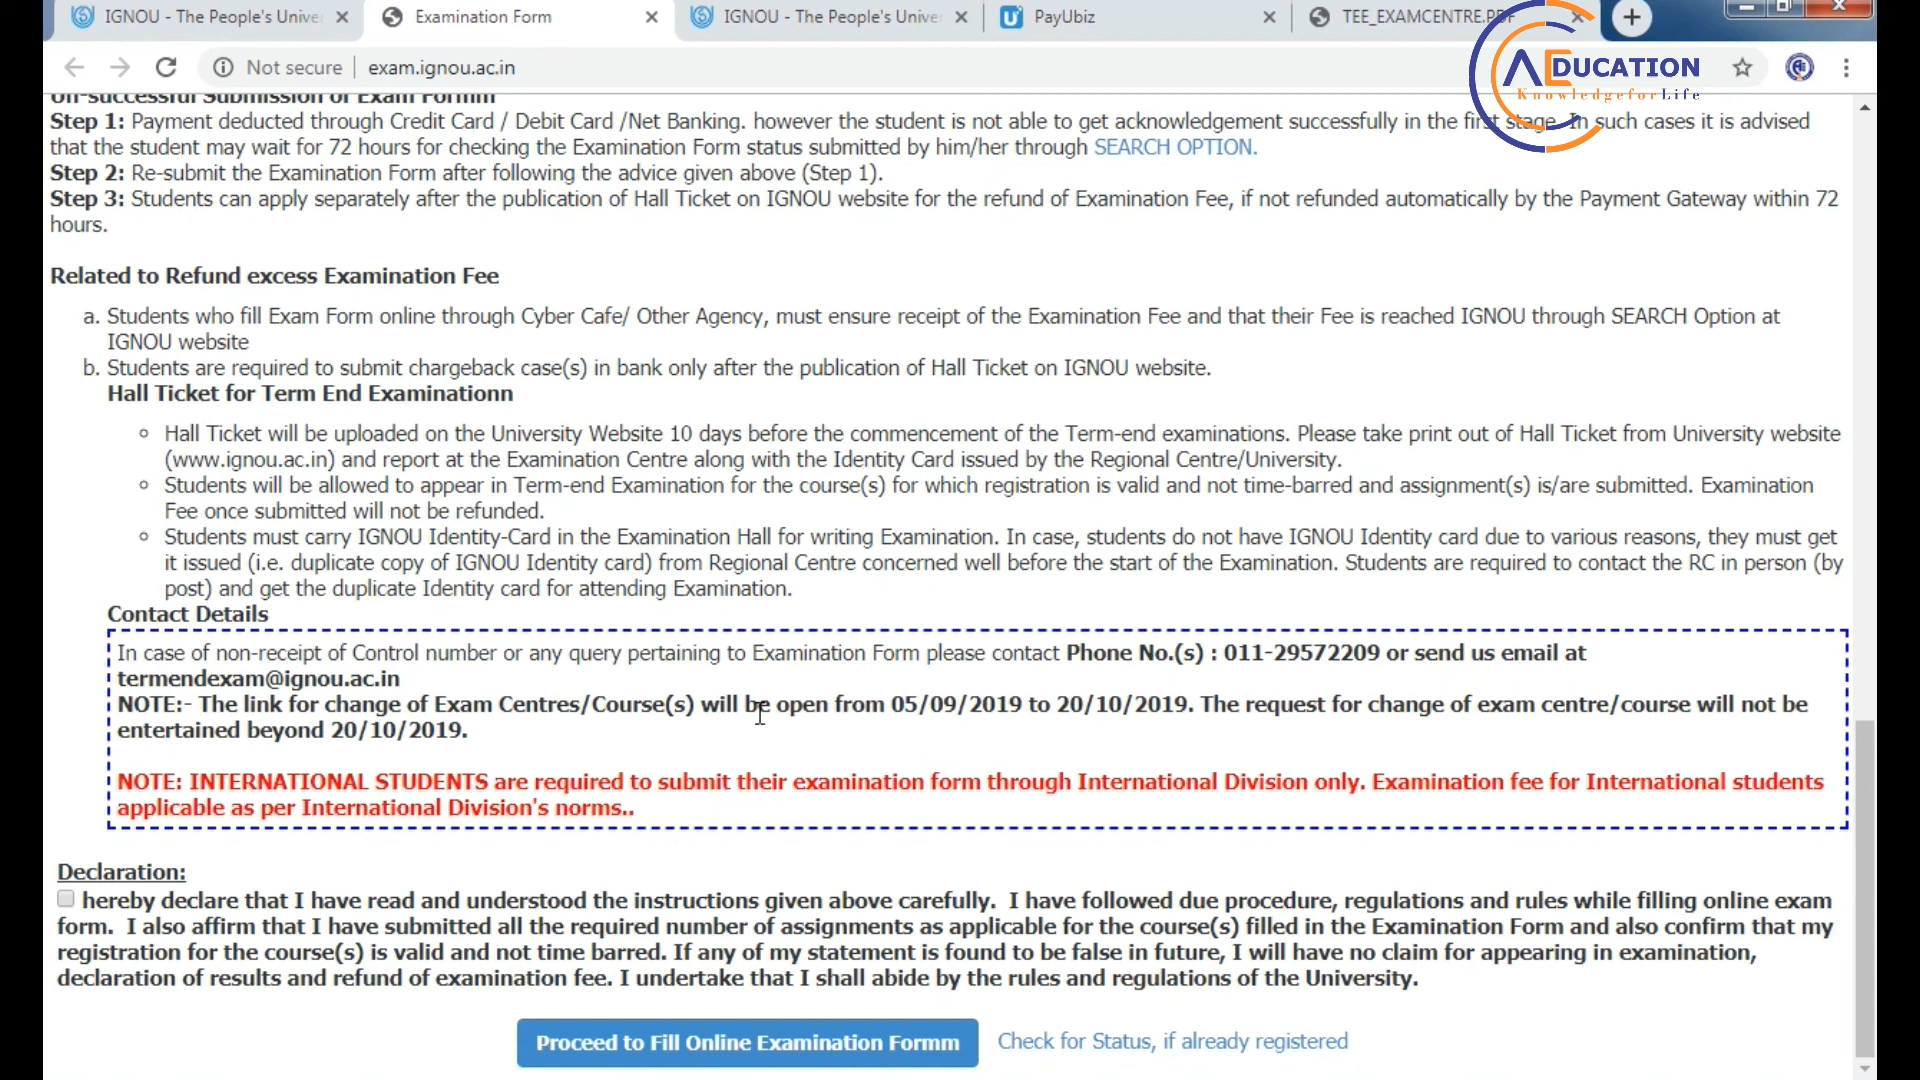 IGNOU - The People's Univer
Examination Form
IGNOU - The People's Unive
PayUbiz
TEE_EXAMCENTRE.PDF
Not secure | exam.ignou.ac.in
AEDUCATION
Knowledge for Life
Un-successful Submission of Exam Formm
Step 1: Payment deducted through Credit Card / Debit Card /Net Banking. however the student is not able to get acknowledgement successfully in the first stage. In such cases it is advised
that the student may wait for 72 hours for checking the Examination Form status submitted by him/her through SEARCH OPTION.
Step 2: Re-submit the Examination Form after following the advice given above (Step 1).
Step 3: Students can apply separately after the publication of Hall Ticket on IGNOU website for the refund of Examination Fee, if not refunded automatically by the Payment Gateway within 72
hours.
Related to Refund excess Examination Fee
a. Students who fill Exam Form online through Cyber Cafe/ Other Agency, must ensure receipt of the Examination Fee and that their Fee is reached IGNOU through SEARCH Option at
IGNOU website
b. Students are required to submit chargeback case(s) in bank only after the publication of Hall Ticket on IGNOU website.
Hall Ticket for Term End Examinationn
Hall Ticket will be uploaded on the University Website 10 days before the commencement of the Term-end examinations. Please take print out of Hall Ticket from University website
(www.ignou.ac.in) and report at the Examination Centre along with the Identity Card issued by the Regional Centre/University.
Students will be allowed to appear in Term-end Examination for the course(s) for which registration is valid and not time-barred and assignment(s) is/are submitted. Examination
Fee once submitted will not be refunded.
Students must carry IGNOU Identity-Card in the Examination Hall for writing Examination. In case, students do not have IGNOU Identity card due to various reasons, they must get
it issued (i.e. duplicate copy of IGNOU Identity card) from Regional Centre concerned well before the start of the Examination. Students are required to contact the RC in person (by
post) and get the duplicate Identity card for attending Examination.
Contact Details
In case of non-receipt of Control number or any query pertaining to Examination Form please contact Phone No.(s) : 011-29572209 or send us email at
termendexam@ignou.ac.in
NOTE:- The link for change of Exam Centres/Course(s) will be open from 05/09/2019 to 20/10/2019. The request for change of exam centre/course will not be
entertained beyond 20/10/2019.
NOTE: INTERNATIONAL STUDENTS are required to submit their examination form through International Division only. Examination fee for International students
applicable as per International Division's norms..
Declaration:
hereby declare that I have read and understood the instructions given above carefully. I have followed due procedure, regulations and rules while filling online exam
form. I also affirm that I have submitted all the required number of assignments as applicable for the course(s) filled in the Examination Form and also confirm that my
registration for the course(s) is valid and not time barred. If any of my statement is found to be false in future, I will have no claim for appearing in examination,
declaration of results and refund of examination fee. I undertake that I shall abide by the rules and regulations of the University.
Proceed to Fill Online Examination Formm
Check for Status, if already registered